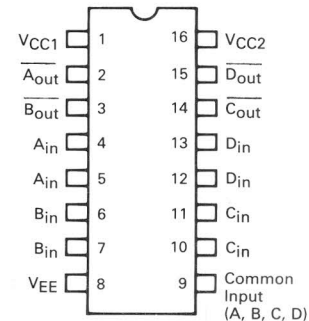 VCC1 1 16 VCC2
Aout 2 15 Dout
Bout 3 14 Cout
Ain 4 13 Din
Ain 5 12 Din
Bin 6 11 Cin
Bin 7 10 Cin
VEE 8 9 Common
Input
(A, B, C, D)